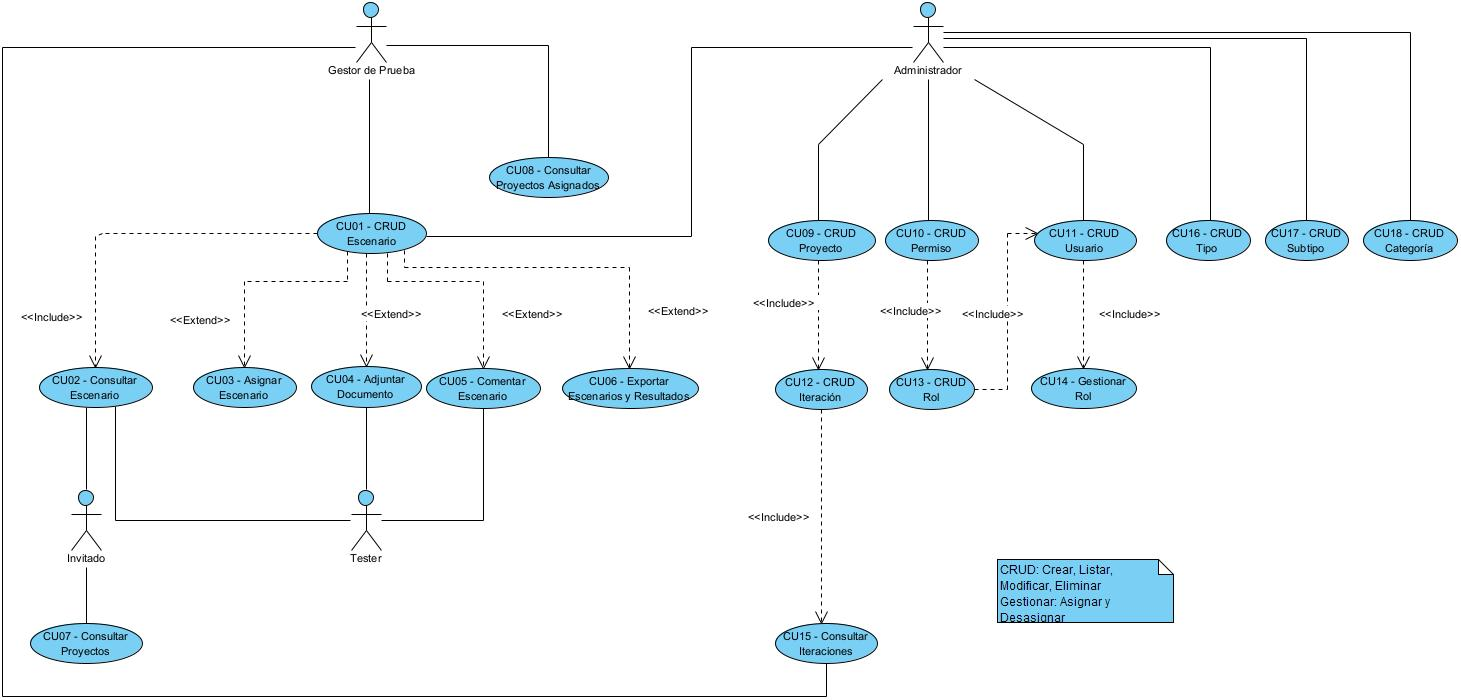 Gestor de Prueba
Administrador
CU08 - Consultar
Proyectos Asignados
CU01 - CRUD
Escenario
CU09 - CRUD
Proyecto
CU10 - CRUD
Permiso
CU11 - CRUD
Usuario
CU16 - CRUD
Tipo
CU17 - CRUD
Subtipo
CU18 - CRUD
Categoría
<<Include>>
<<Extend>>
<<Extend>>
<<Extend>>
<<Extend>>
<<Include>>
<<Include>>
<<Include>>
<<Include>>
CU02 - Consultar
Escenario
CU03 - Asignar
Escenario
CU04 - Adjuntar
Documento
CU05 - Comentar
Escenario
CU06 - Exportar
Escenarios y Resultados
CU12 - CRUD
Iteración
CU13 - CRUD
Rol
CU14 - Gestionar
Rol
<<Include>>
Invitado
Tester
CRUD: Crear, Listar,
Modificar, Eliminar
Gestionar: Asignar y
Desasignar
CU07 - Consultar
Proyectos
CU15 - Consultar
Iteraciones